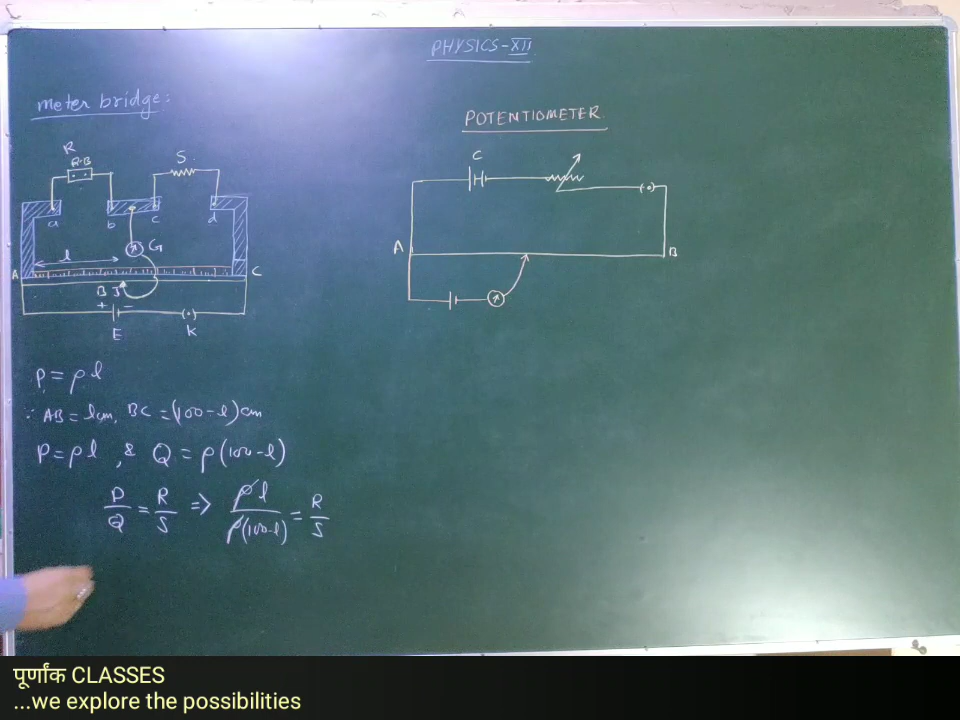 PHYSICS-XII
meter bridge:
R
R·B
S.
a b c d
G
l
A C
B J
+ −
E K
P = ρl
∵ AB = l cm, BC = (100-l) cm
P = ρl , & Q = ρ(100-l)
P/Q = R/S => ρl/ρ(100-l) = R/S
POTENTIOMETER
C
A B
पूर्णांक CLASSES
...we explore the possibilities